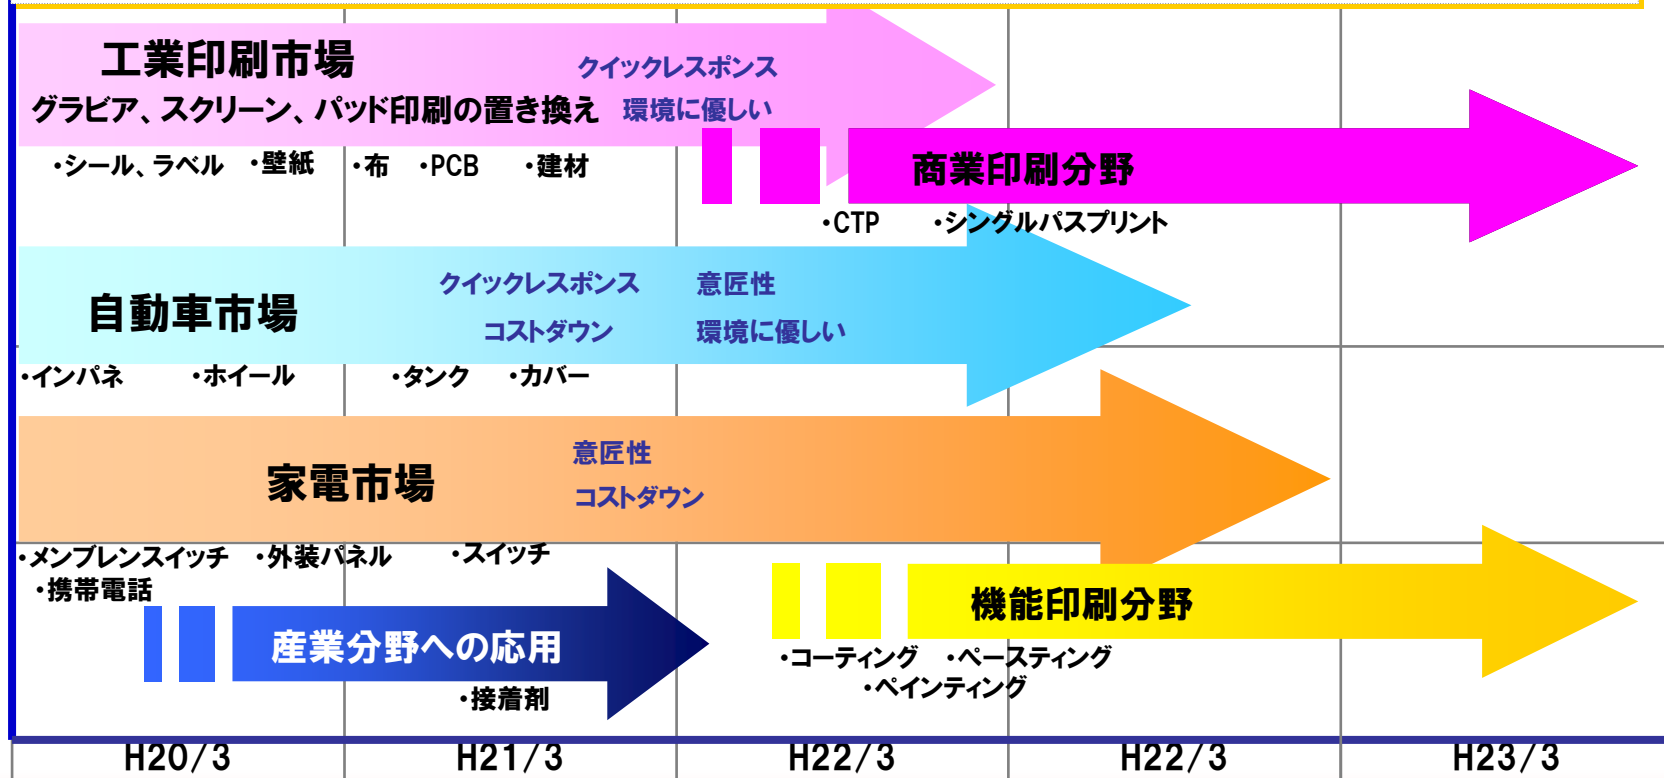 工業印刷市場
クイックレスポンス
グラビア、スクリーン、パッド印刷の置き換え
環境に優しい
・シール、ラベル ・壁紙 ・布 ・PCB ・建材
商業印刷分野
・CTP ・シングルパスプリント
自動車市場
クイックレスポンス 意匠性
コストダウン 環境に優しい
・インパネ ・ホイール ・タンク ・カバー
家電市場
意匠性
コストダウン
・メンブレンスイッチ ・外装パネル ・スイッチ
・携帯電話
産業分野への応用
・接着剤
機能印刷分野
・コーティング ・ペースティング
・ペインティング
H20/3 H21/3 H22/3 H22/3 H23/3